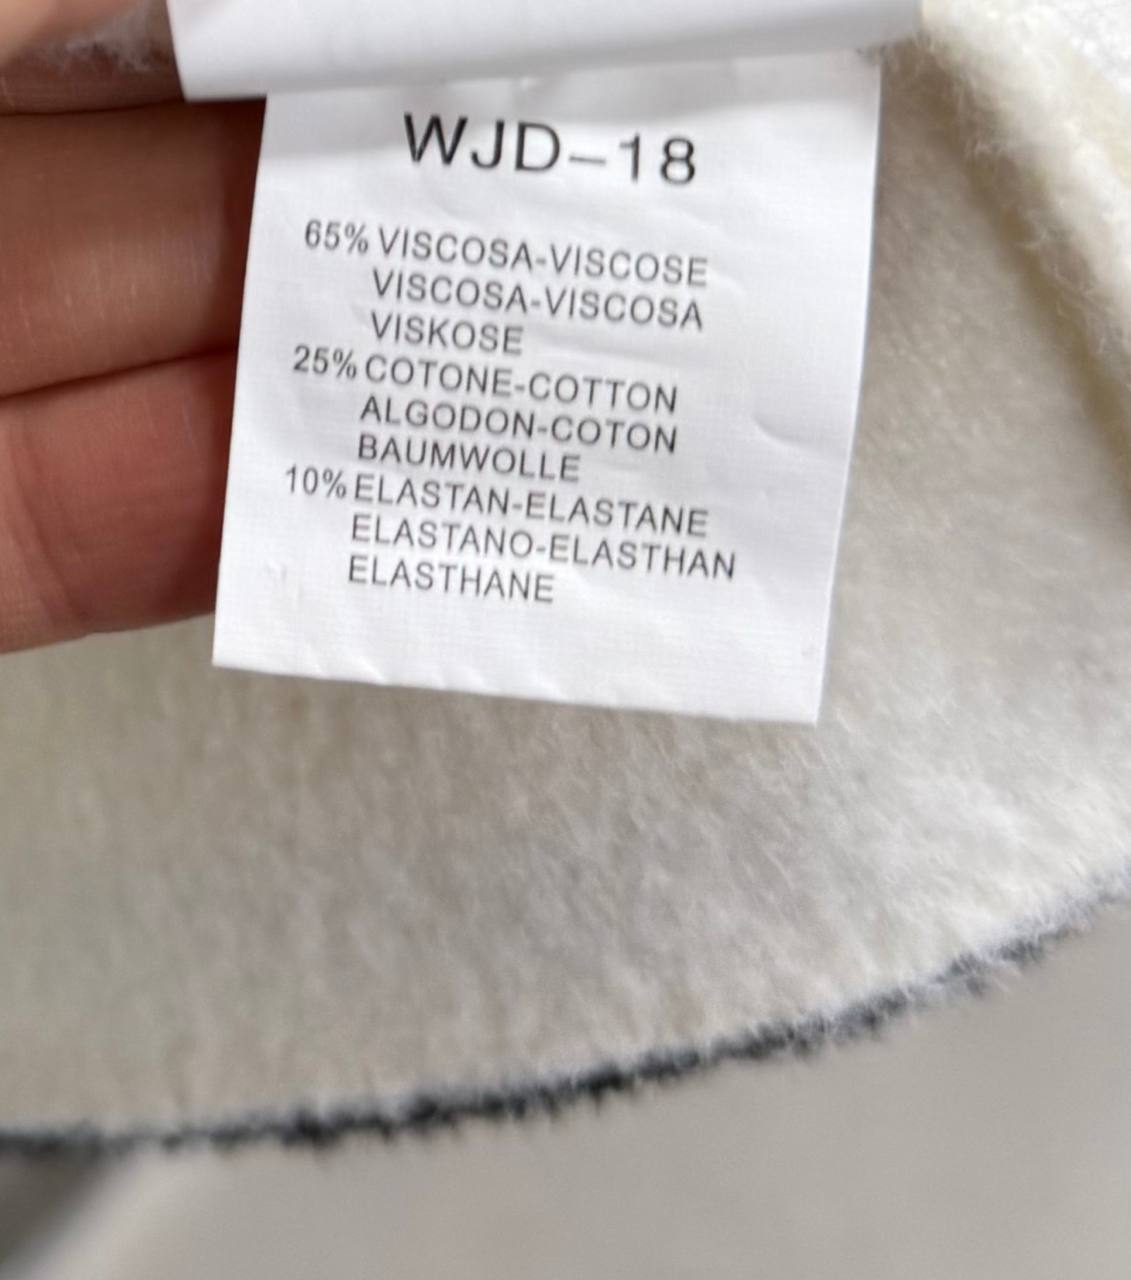 WJD-18
65% VISCOSA-VISCOSE
VISCOSA-VISCOSA
VISKOSE
25% COTONE-COTTON
ALGODON-COTON
BAUMWOLLE
10% ELASTAN-ELASTANE
ELASTANO-ELASTHAN
ELASTHANE